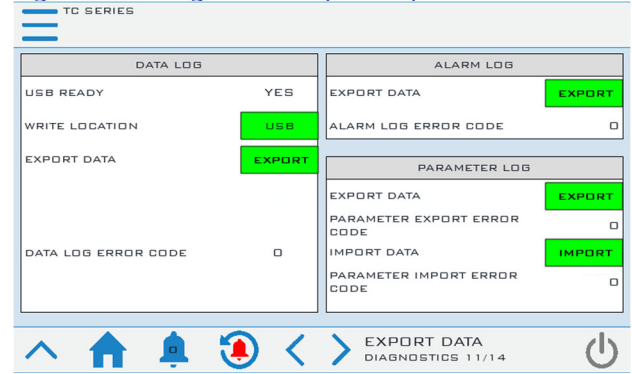 TC SERIES
DATA LOG
USB READY YES
WRITE LOCATION USB
EXPORT DATA EXPORT
DATA LOG ERROR CODE 0
ALARM LOG
EXPORT DATA EXPORT
ALARM LOG ERROR CODE 0
PARAMETER LOG
EXPORT DATA EXPORT
PARAMETER EXPORT ERROR
CODE 0
IMPORT DATA IMPORT
PARAMETER IMPORT ERROR
CODE 0
0
EXPORT DATA
DIAGNOSTICS 11/14